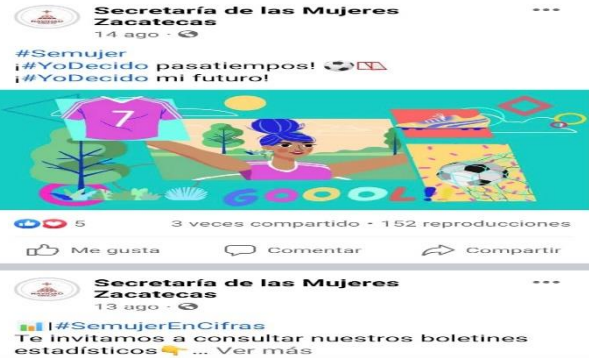 Secretaría de las Mujeres
Zacatecas
14 ago ·
#Semujer
¡#YoDecido pasatiempos!
¡#YoDecido mi futuro!
7
GOOOL!
5 3 veces compartido • 152 reproducciones
Me gusta Comentar Compartir
Secretaría de las Mujeres
Zacatecas
13 ago ·
|#SemujerEnCifras
Te invitamos a consultar nuestros boletines
estadísticos ... Ver más